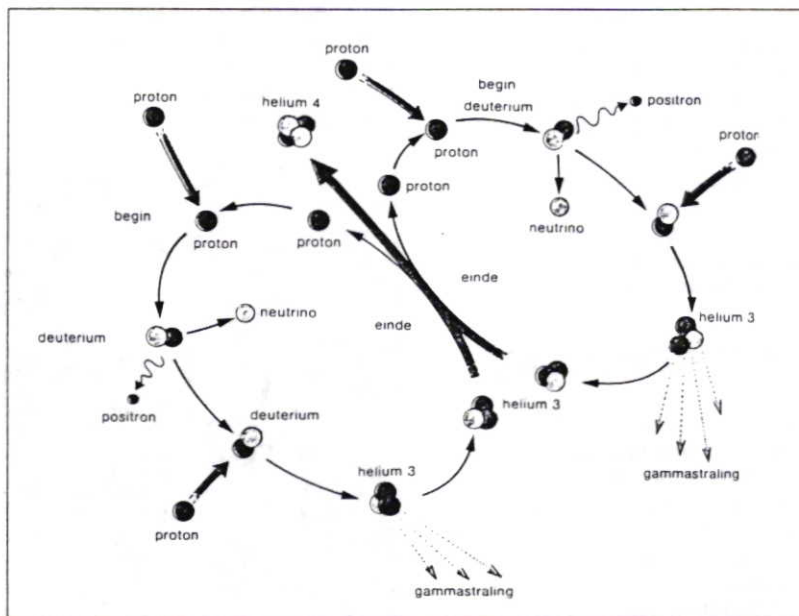 proton
begin
deuterium
positron
proton
helium 4
proton
proton
proton
neutrino
begin
proton
proton
einde
einde
deuterium
neutrino
helium 3
positron
deuterium
helium 3
helium 3
proton
gammastraling
gammastraling